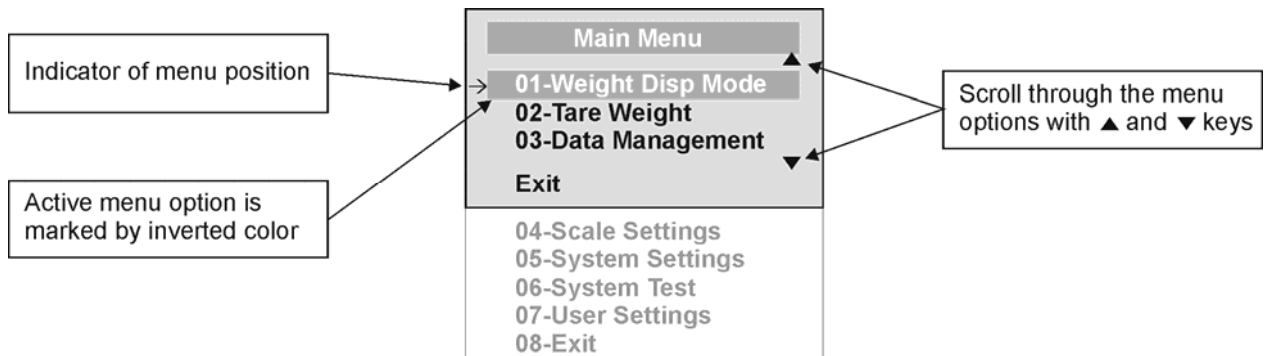 Main Menu
Indicator of menu position
→ 01-Weight Disp Mode
02-Tare Weight
03-Data Management
Exit
Scroll through the menu
options with ▲ and ▼ keys
Active menu option is
marked by inverted color
04-Scale Settings
05-System Settings
06-System Test
07-User Settings
08-Exit